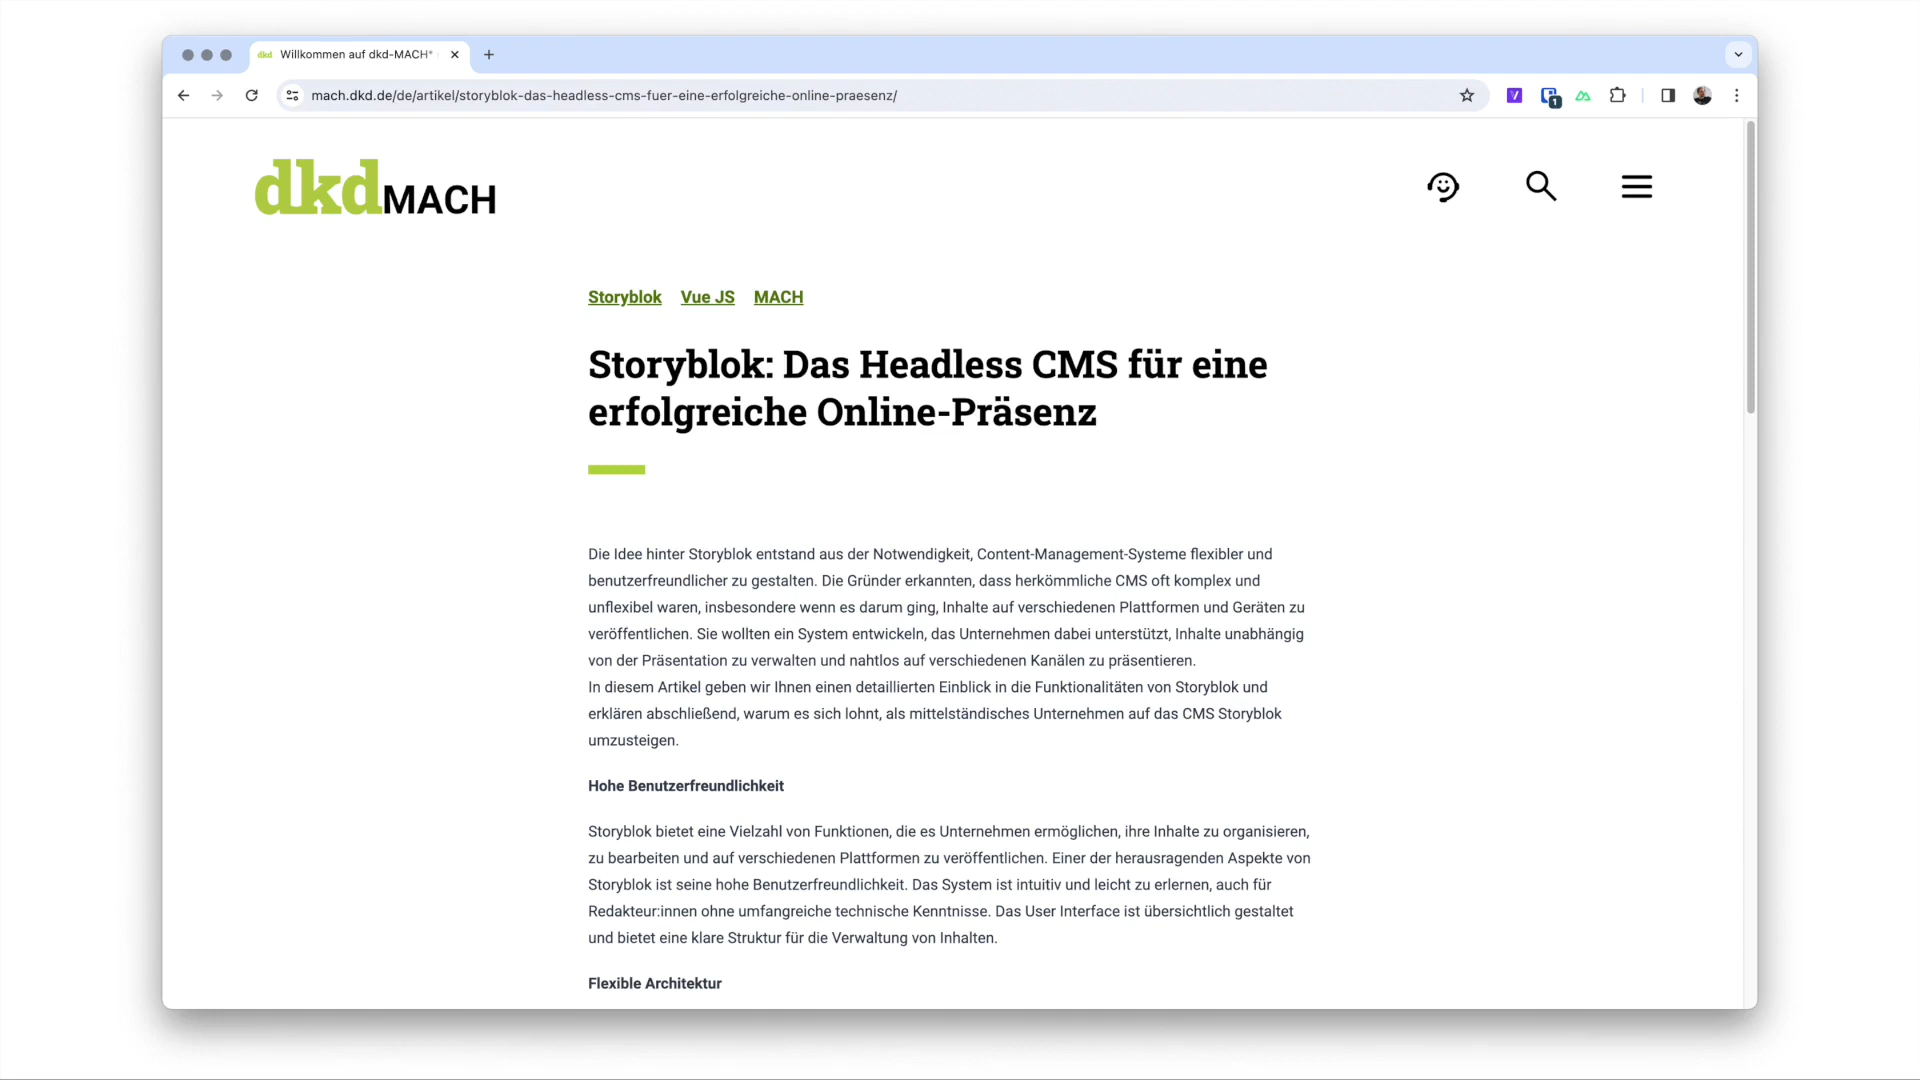 dkd Willkommen auf dkd-MACH*
mach.dkd.de/de/artikel/storyblok-das-headless-cms-fuer-eine-erfolgreiche-online-praesenz/
1
dkdMACH
Storyblok Vue JS MACH
Storyblok: Das Headless CMS für eine
erfolgreiche Online-Präsenz
Die Idee hinter Storyblok entstand aus der Notwendigkeit, Content-Management-Systeme flexibler und
benutzerfreundlicher zu gestalten. Die Gründer erkannten, dass herkömmliche CMS oft komplex und
unflexibel waren, insbesondere wenn es darum ging, Inhalte auf verschiedenen Plattformen und Geräten zu
veröffentlichen. Sie wollten ein System entwickeln, das Unternehmen dabei unterstützt, Inhalte unabhängig
von der Präsentation zu verwalten und nahtlos auf verschiedenen Kanälen zu präsentieren.
In diesem Artikel geben wir Ihnen einen detaillierten Einblick in die Funktionalitäten von Storyblok und
erklären abschließend, warum es sich lohnt, als mittelständisches Unternehmen auf das CMS Storyblok
umzusteigen.
Hohe Benutzerfreundlichkeit
Storyblok bietet eine Vielzahl von Funktionen, die es Unternehmen ermöglichen, ihre Inhalte zu organisieren,
zu bearbeiten und auf verschiedenen Plattformen zu veröffentlichen. Einer der herausragenden Aspekte von
Storyblok ist seine hohe Benutzerfreundlichkeit. Das System ist intuitiv und leicht zu erlernen, auch für
Redakteur:innen ohne umfangreiche technische Kenntnisse. Das User Interface ist übersichtlich gestaltet
und bietet eine klare Struktur für die Verwaltung von Inhalten.
Flexible Architektur